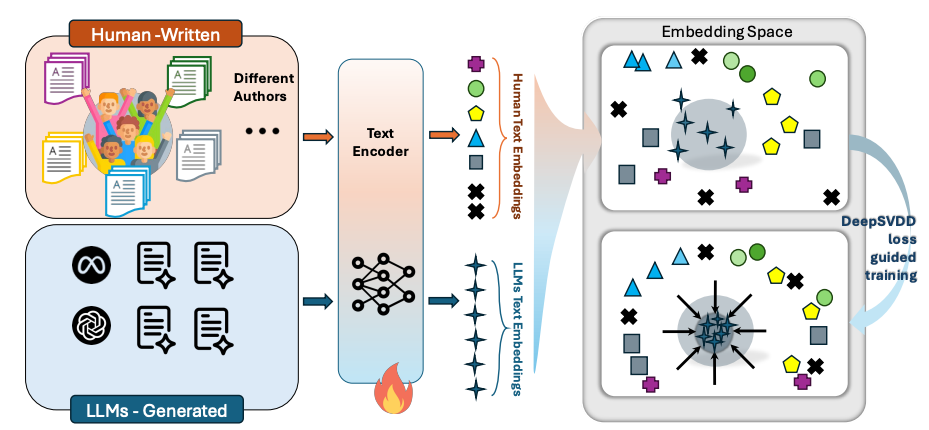 Human -Written
A
A
A
A
A
Different
Authors
...
Text
Encoder
Human Text Embeddings
LLMs Text Embeddings
LLMs - Generated
Embedding Space
DeepSVDD
loss
guided
training